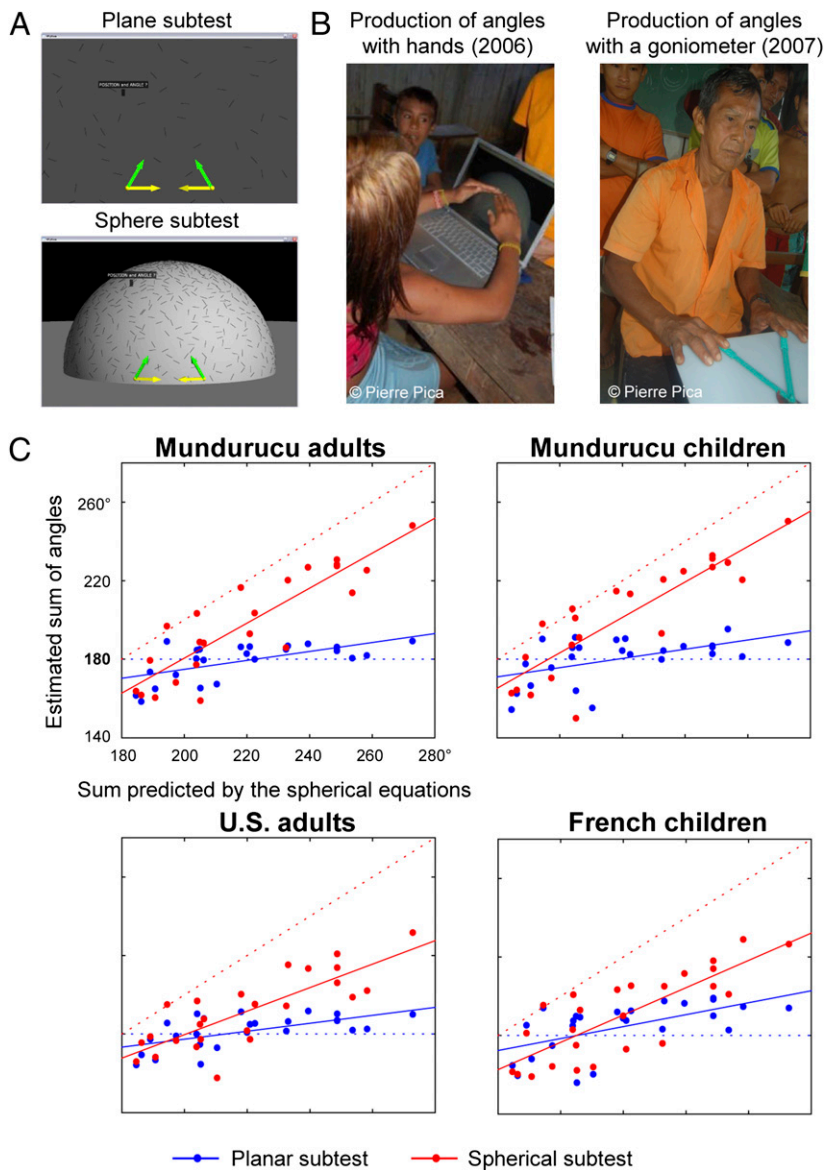 A
Plane subtest
POSITION and ANGLE ?
Sphere subtest
POSITION and ANGLE ?
B
Production of angles
with hands (2006)
© Pierre Pica
Production of angles
with a goniometer (2007)
© Pierre Pica
C
Mundurucu adults
Mundurucu children
Estimated sum of angles
260°
220
180
140
180 200 220 240 260 280°
Sum predicted by the spherical equations
U.S. adults
French children
Planar subtest
Spherical subtest